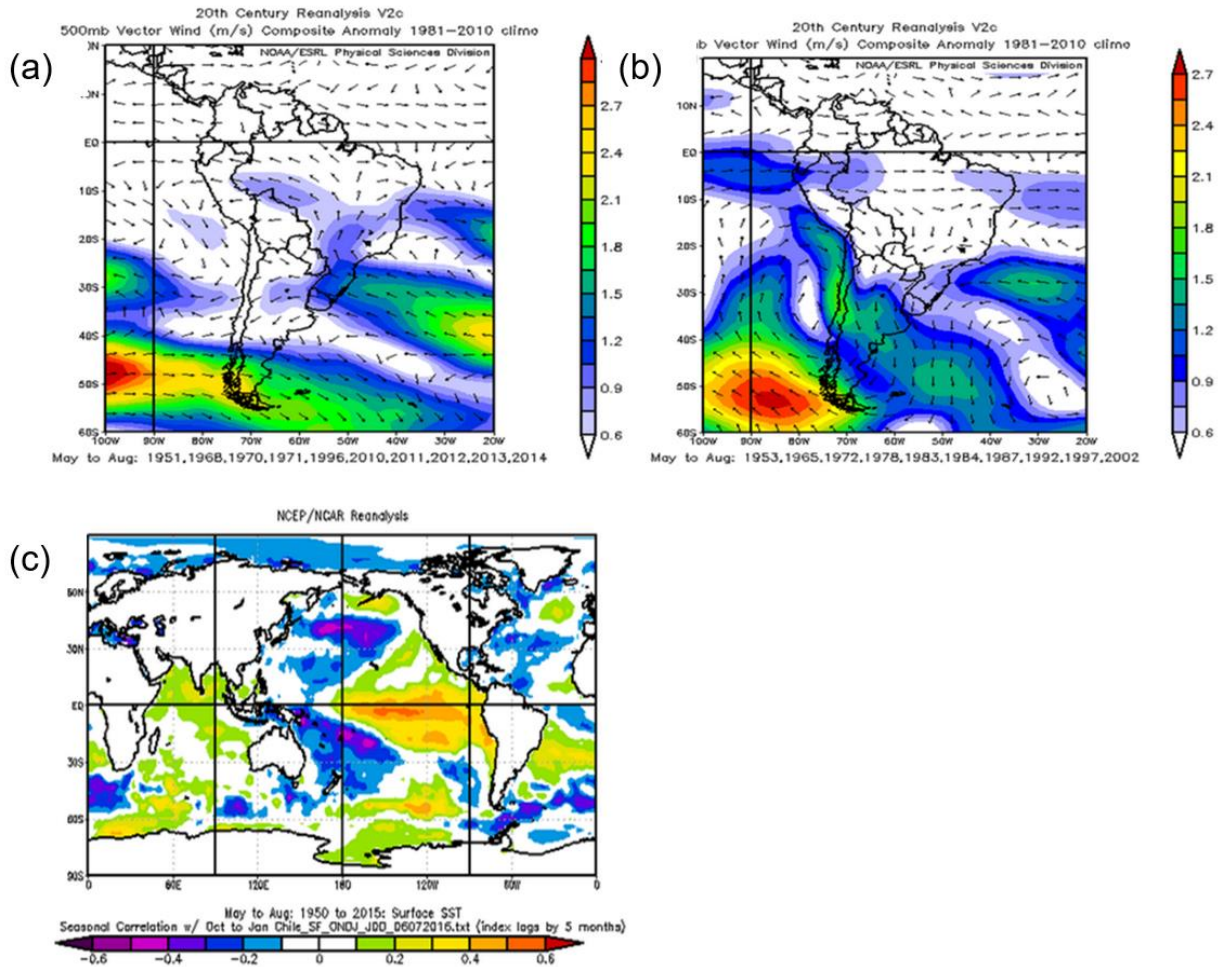 20th Century Reanalysis V2c
500mb Vector Wind (m/s) Composite Anomaly 1981-2010 climo
NOAA/ESRL Physical Sciences Division
(a)
EQ
10S
20S
30S
40S
50S
60S
100W 90W 80W 70W 60W 50W 40W 30W 20W
2.7
2.4
2.1
1.8
1.5
1.2
0.9
0.6
May to Aug: 1951,1968,1970,1971,1996,2010,2011,2012,2013,2014
20th Century Reanalysis V2c
Vector Wind (m/s) Composite Anomaly 1981-2010 climo
NOAA/ESRL Physical Sciences Division
(b)
10N
EQ
10S
20S
30S
40S
50S
60S
100W 90W 80W 70W 60W 50W 40W 30W 20W
2.7
2.4
2.1
1.8
1.5
1.2
0.9
0.6
May to Aug: 1953,1965,1972,1978,1983,1984,1987,1992,1997,2002
NCEP/NCAR Reanalysis
(c)
30N
EQ
30S
60S
90S
0 60E 120E 180 120W 60W 0
May to Aug: 1950 to 2015: Surface SST
Seasonal Correlation w/ Oct to Jan (index lags by 5 months)
-0.6 -0.4 -0.2 0 0.2 0.4 0.6